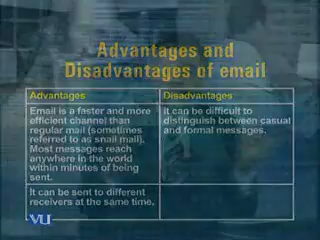 Advantages and
Disadvantages of email
Advantages
Disadvantages
Email is a faster and more
efficient channel than
regular mail (sometimes
referred to as snail mail).
Most messages reach
anywhere in the world
within minutes of being
sent.
It can be difficult to
distinguish between casual
and formal messages.
It can be sent to different
receivers at the same time.
VU